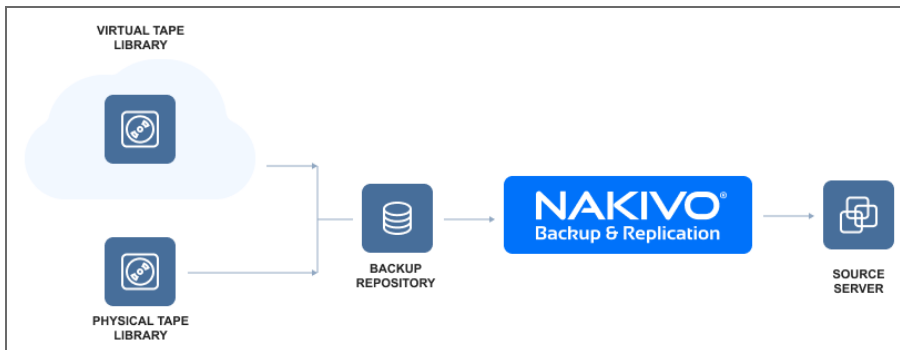 VIRTUAL TAPE
LIBRARY
NAKIVO®
Backup & Replication
BACKUP
REPOSITORY
SOURCE
SERVER
PHYSICAL TAPE
LIBRARY